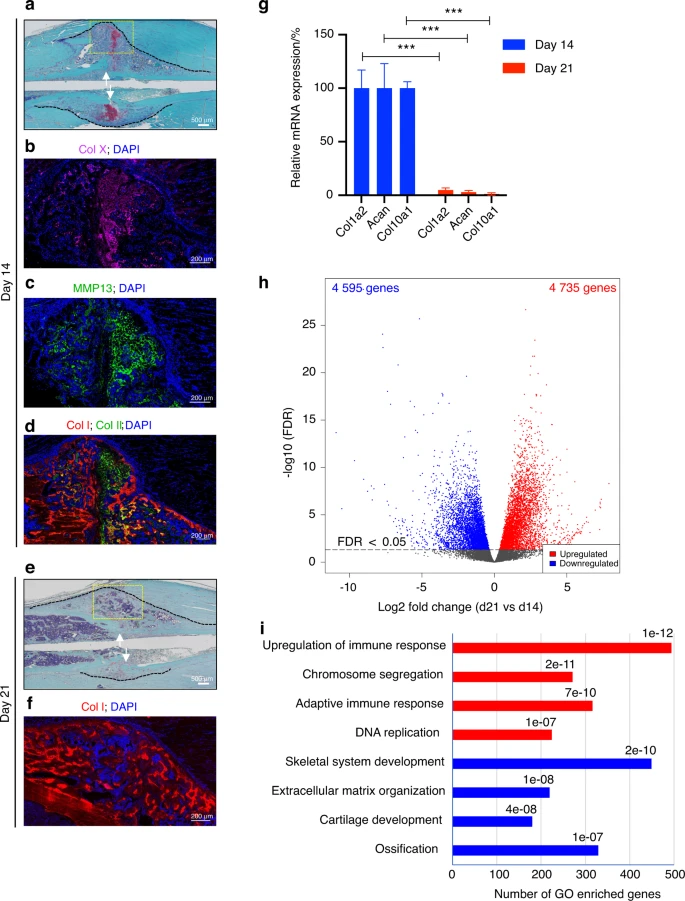 a
500 µm
b
Col X; DAPI
200 µm
c
MMP13; DAPI
200 µm
d
Col I; Col II; DAPI
200 µm
Day 14
e
500 µm
f
Col I; DAPI
200 µm
Day 21
g
***
***
***
Relative mRNA expression/%
150
100
50
0
Day 14
Day 21
Col1a2
Acan
Col10a1
Col1a2
Acan
Col10a1
h
4 595 genes
4 735 genes
-log10 (FDR)
25
20
15
10
5
0
FDR < 0.05
Upregulated
Downregulated
-10
-5
0
5
Log2 fold change (d21 vs d14)
i
Upregulation of immune response
1e-12
Chromosome segregation
2e-11
Adaptive immune response
7e-10
DNA replication
1e-07
Skeletal system development
2e-10
Extracellular matrix organization
1e-08
Cartilage development
4e-08
Ossification
1e-07
0
100
200
300
400
500
Number of GO enriched genes